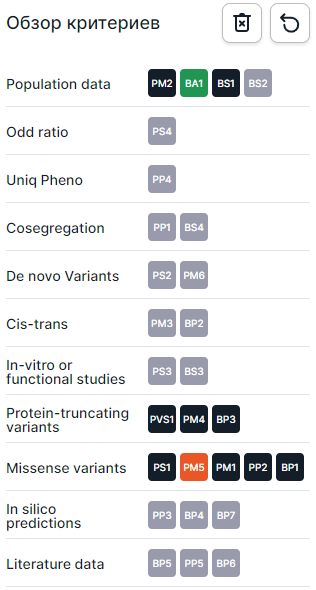 Обзор критериев
Population data PM2 BA1 BS1 BS2
Odd ratio PS4
Uniq Pheno PP4
Cosegregation PP1 BS4
De novo Variants PS2 PM6
Cis-trans PM3 BP2
In-vitro or
functional studies PS3 BS3
Protein-truncating
variants PVS1 PM4 BP3
Missense variants PS1 PM5 PM1 PP2 BP1
In silico
predictions PP3 BP4 BP7
Literature data BP5 PP5 BP6